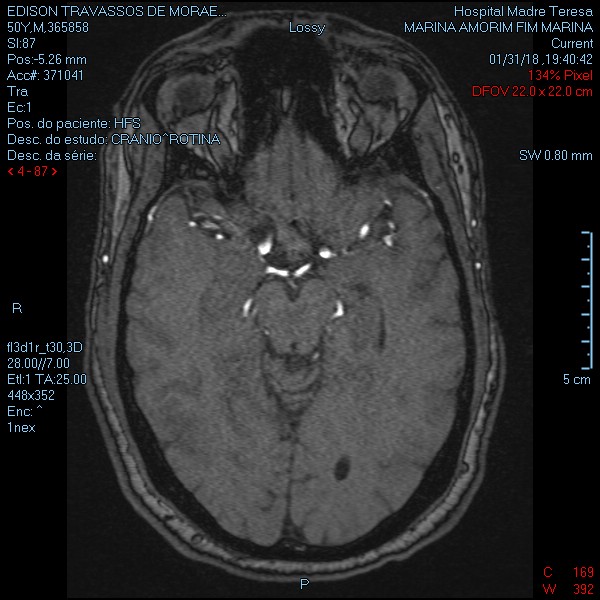 EDISON TRAVASSOS DE MORAE...
50Y,M,365858
Sl:87
Pos:-5.26 mm
Acc#: 371041
Tra
Ec:1
Pos. do paciente: HFS
Desc. do estudo: CRANIO^ROTINA
Desc. da série:
< 4 - 87 >
Lossy
Hospital Madre Teresa
MARINA AMORIM FIM MARINA
Current
01/31/18 ,19:40:42
134% Pixel
DFOV 22.0 x 22.0 cm
SW 0.80 mm
R
fl3d1r_t30,3D
28.00//7.00
Etl:1 TA:25.00
448x352
Enc: ^
1nex
5 cm
P
C 169
W 392